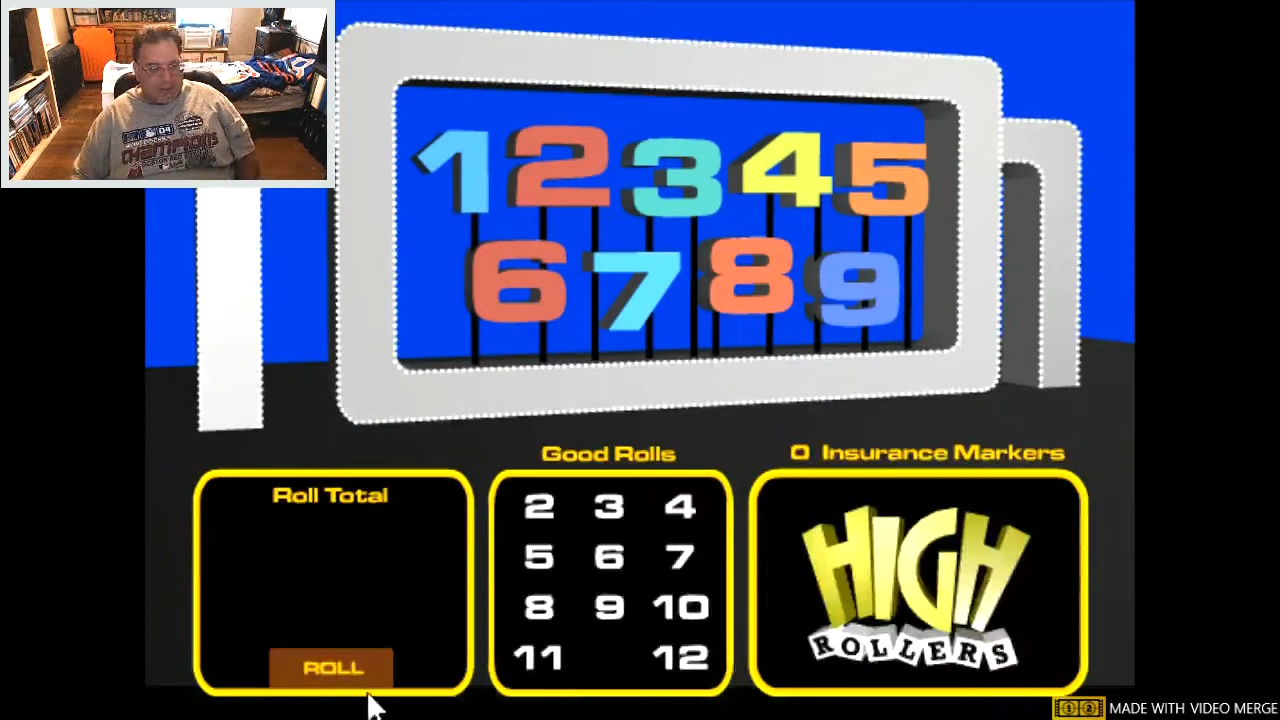 CHAMPIONS
1 2 3 4 5
6 7 8 9
Good Rolls
0 Insurance Markers
Roll Total
2 3 4
5 6 7
8 9 10
11 12
ROLL
HIGH
ROLLERS
MADE WITH VIDEO MERGE